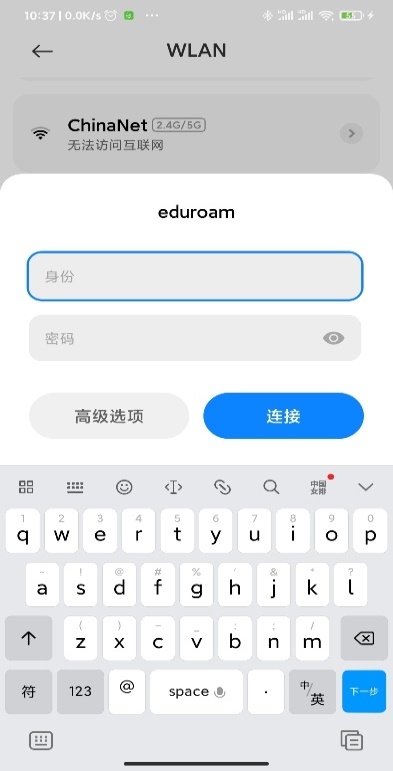 10:37 | 0.0K/s
WLAN
ChinaNet 2.4G/5G
无法访问互联网
eduroam
身份
密码
高级选项 连接
中国
女排
1 2 3 4 5 6 7 8 9 0
q w e r t y u i o p
- ! @ # % ' & * ?
a s d f g h j k l
( ) - _ : ; /
z x c v b n m
符 123 @ space . 中/英 下一步